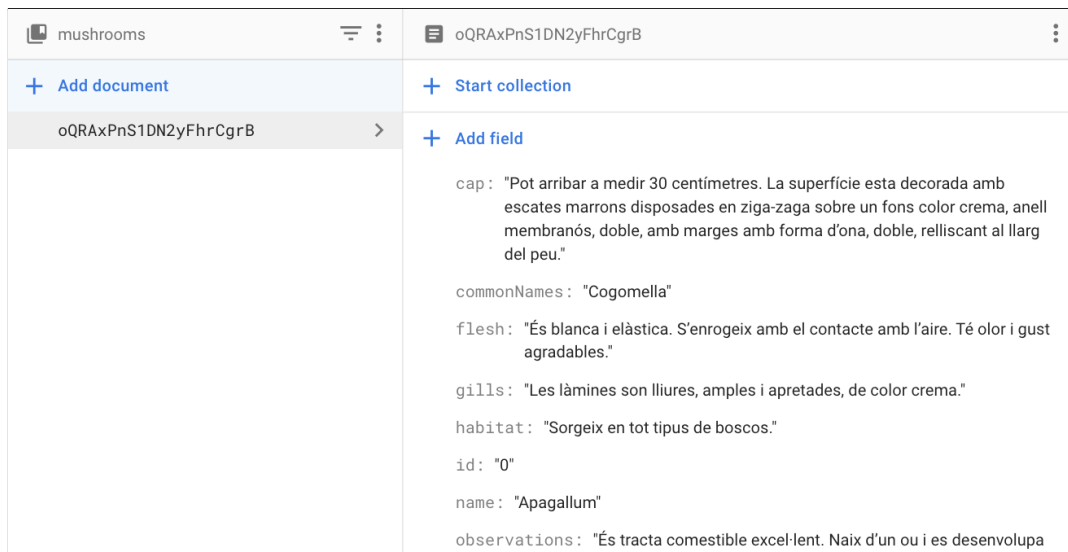 mushrooms
oQRAxPnS1DN2yFhrCgrB
Add document
Start collection
oQRAxPnS1DN2yFhrCgrB
Add field
cap: "Pot arribar a medir 30 centímetres. La superfície esta decorada amb
escates marrons disposades en ziga-zaga sobre un fons color crema, anell
membranós, doble, amb marges amb forma d’ona, doble, relliscant al llarg
del peu."
commonNames: "Cogomella"
flesh: "És blanca i elàstica. S’enrogeix amb el contacte amb l’aire. Té olor i gust
agradables."
gills: "Les làmines son lliures, amples i apretades, de color crema."
habitat: "Sorgeix en tot tipus de boscos."
id: "0"
name: "Apagallum"
observations: "És tracta comestible excel·lent. Naix d’un ou i es desenvolupa